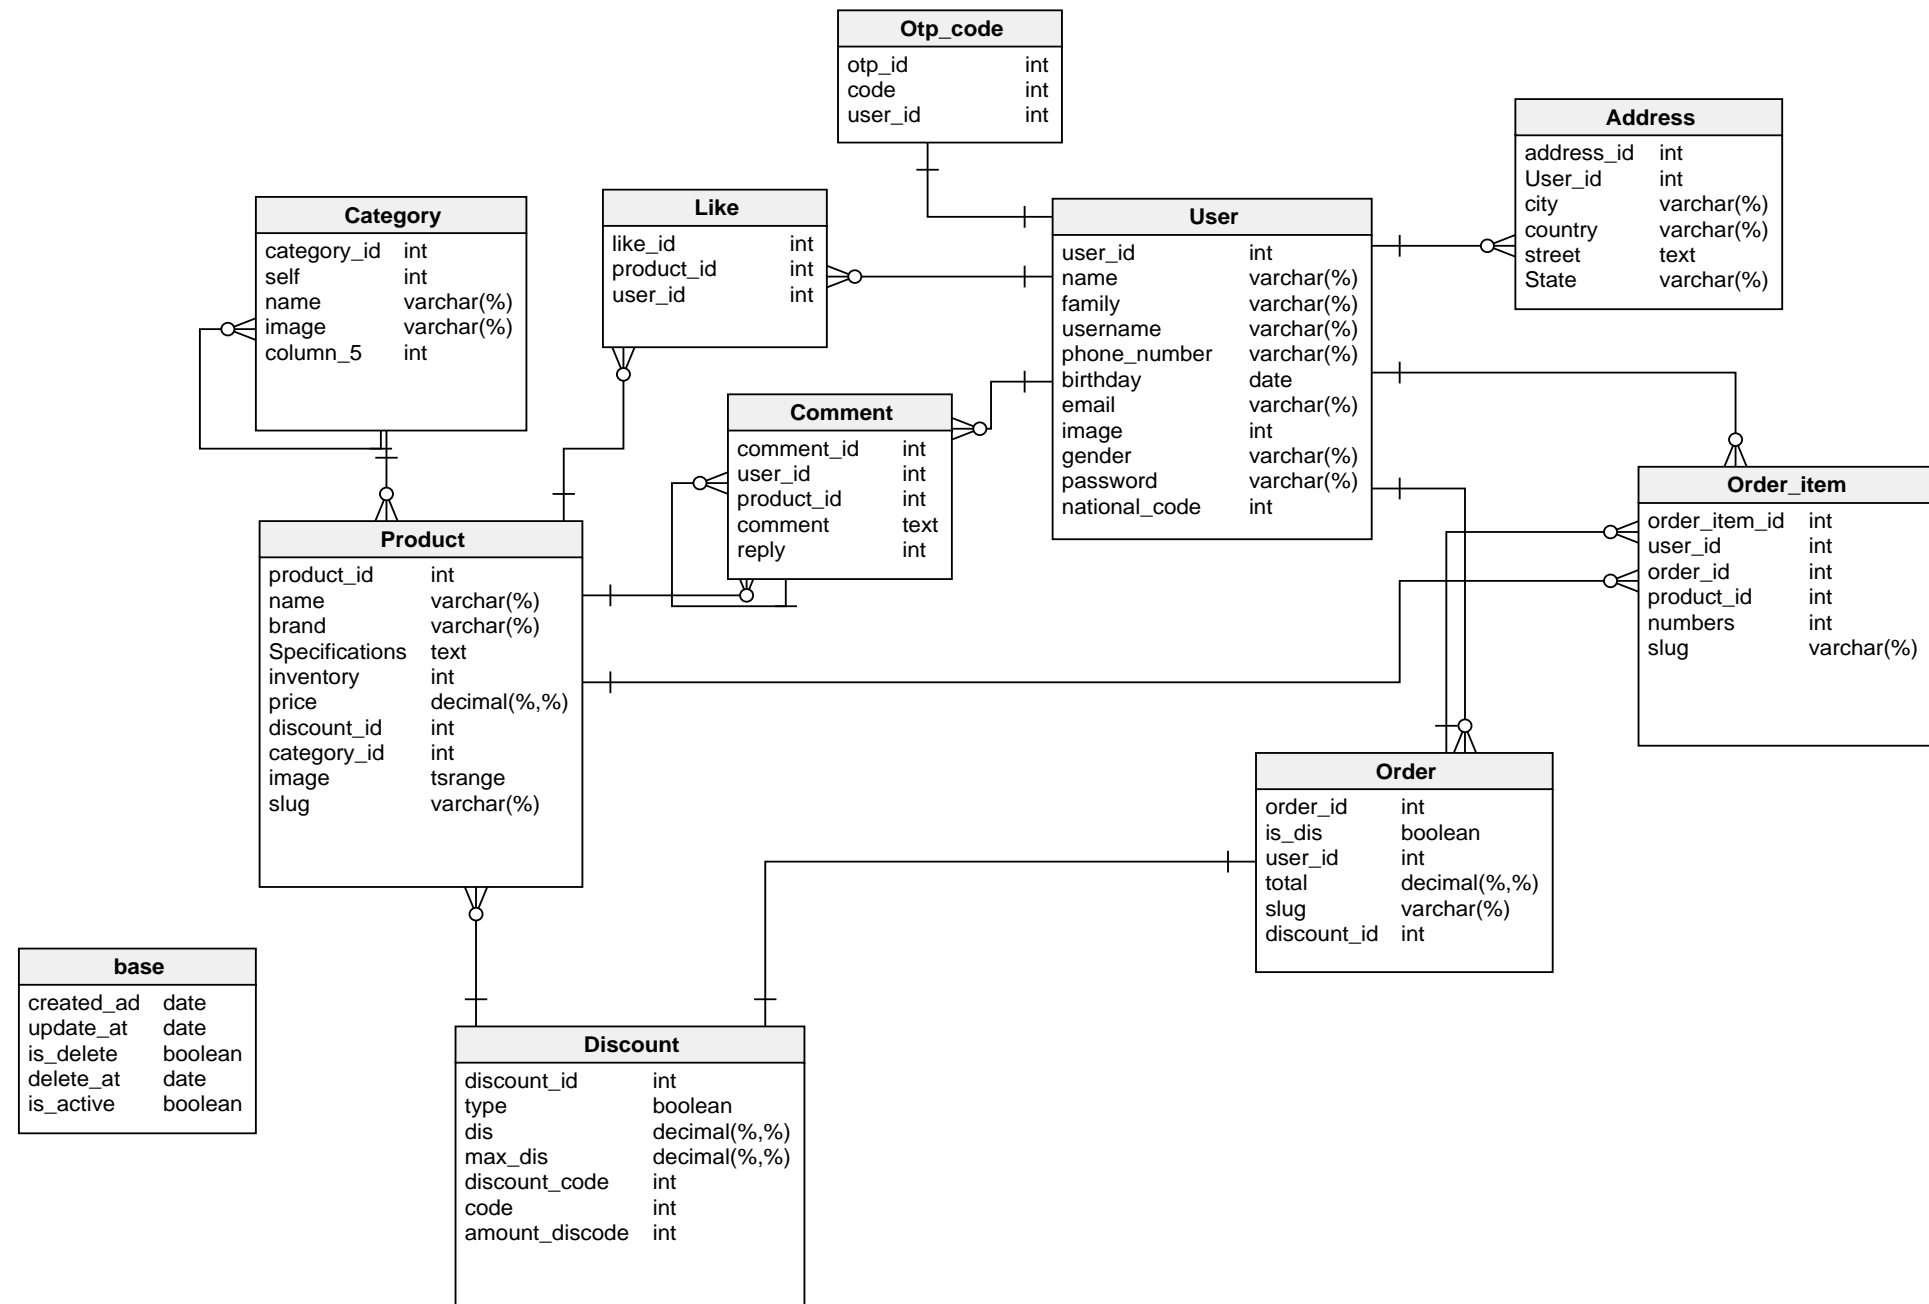 Otp_code
otp_id int
code int
user_id int
Address
address_id int
User_id int
city varchar(%)
country varchar(%)
street text
State varchar(%)
Category
category_id int
self int
name varchar(%)
image varchar(%)
column_5 int
Like
like_id int
product_id int
user_id int
User
user_id int
name varchar(%)
family varchar(%)
username varchar(%)
phone_number varchar(%)
birthday date
email varchar(%)
image int
gender varchar(%)
password varchar(%)
national_code int
Comment
comment_id int
user_id int
product_id int
comment text
reply int
Order_item
order_item_id int
user_id int
order_id int
product_id int
numbers int
slug varchar(%)
Product
product_id int
name varchar(%)
brand varchar(%)
Specifications text
inventory int
price decimal(%,%)
discount_id int
category_id int
image tsrange
slug varchar(%)
Order
order_id int
is_dis boolean
user_id int
total decimal(%,%)
slug varchar(%)
discount_id int
base
created_ad date
update_at date
is_delete boolean
delete_at date
is_active boolean
Discount
discount_id int
type boolean
dis decimal(%,%)
max_dis decimal(%,%)
discount_code int
code int
amount_discode int